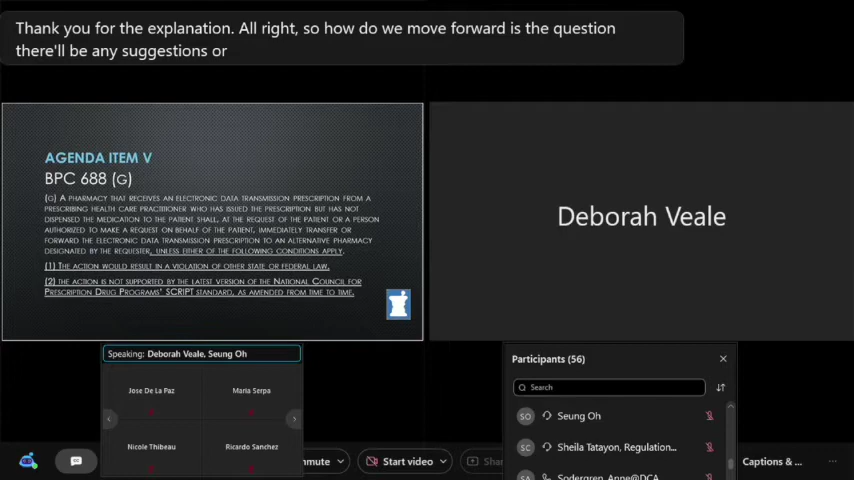 Thank you for the explanation. All right, so how do we move forward is the question
there'll be any suggestions or
AGENDA ITEM V
BPC 688 (G)
(G) A PHARMACY THAT RECEIVES AN ELECTRONIC DATA TRANSMISSION PRESCRIPTION FROM A
PRESCRIBING HEALTH CARE PRACTITIONER WHO HAS ISSUED THE PRESCRIPTION BUT HAS NOT
DISPENSED THE MEDICATION TO THE PATIENT SHALL, AT THE REQUEST OF THE PATIENT OR A PERSON
AUTHORIZED TO MAKE A REQUEST ON BEHALF OF THE PATIENT, IMMEDIATELY TRANSFER OR
FORWARD THE ELECTRONIC DATA TRANSMISSION PRESCRIPTION TO AN ALTERNATIVE PHARMACY
DESIGNATED BY THE REQUESTER, UNLESS EITHER OF THE FOLLOWING CONDITIONS APPLY.
(1) THE ACTION WOULD RESULT IN A VIOLATION OF OTHER STATE OR FEDERAL LAW.
(2) THE ACTION IS NOT SUPPORTED BY THE LATEST VERSION OF THE NATIONAL COUNCIL FOR
PRESCRIPTION DRUG PROGRAMS' SCRIPT STANDARD, AS AMENDED FROM TIME TO TIME.
Deborah Veale
Speaking: Deborah Veale, Seung Oh
Jose De La Paz
Maria Serpa
Nicole Thibeau
Ricardo Sanchez
Participants (56)
Search
SO Seung Oh
SC Sheila Tatayon, Regulation...
Sodergren, Anne@DCA
CC
mute
Start video
Shar
Captions & ...